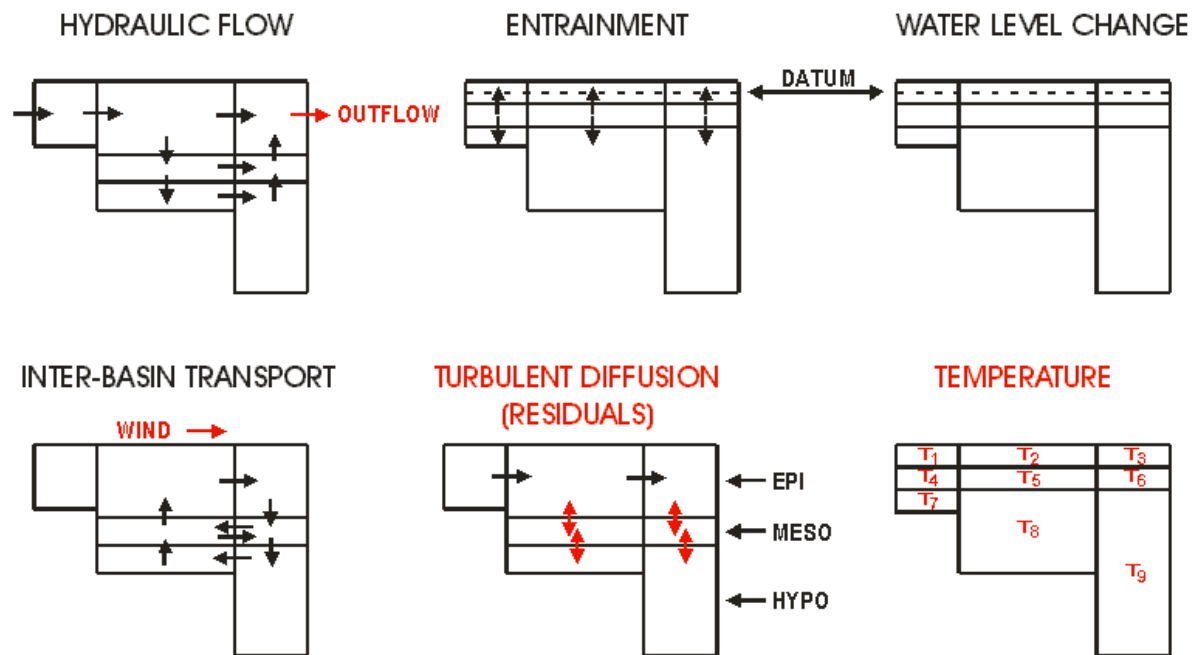 HYDRAULIC FLOW
ENTRAINMENT
WATER LEVEL CHANGE
DATUM
OUTFLOW
INTER-BASIN TRANSPORT
TURBULENT DIFFUSION
(RESIDUALS)
TEMPERATURE
WIND
EPI
MESO
HYPO
T₁ T₂ T₃
T₄ T₅ T₆
T₇
T₈
T₉